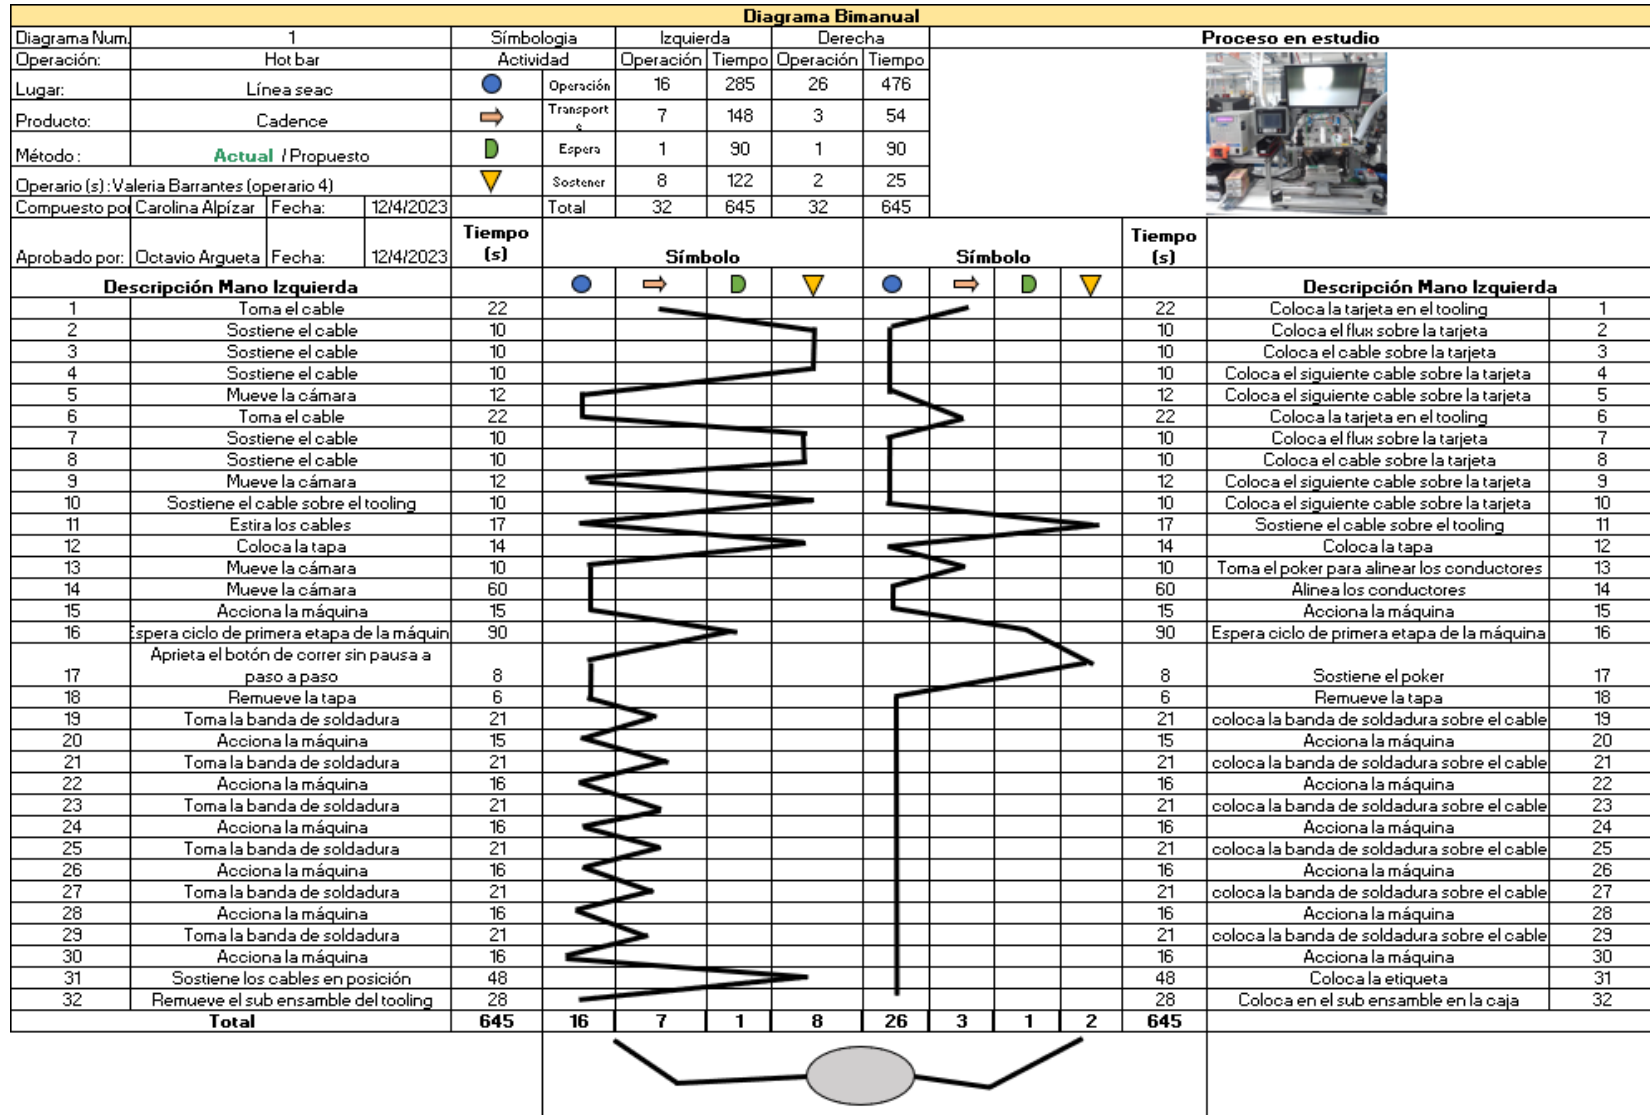 Diagrama Bimanual
Diagrama Num. 1 Símbologia Izquierda Derecha Proceso en estudio
Operación: Hot bar Actividad Operación Tiempo Operación Tiempo
Lugar: Línea seac Operación 16 285 26 476
Producto: Cadence Transporte 7 148 3 54
Método : Actual / Propuesto Espera 1 90 1 90
Operario (s) : Valeria Barrantes (operario 4) Sostener 8 122 2 25
Compuesto por Carolina Alpízar Fecha: 12/4/2023 Total 32 645 32 645
Aprobado por: Octavio Argueta Fecha: 12/4/2023 Tiempo (s) Símbolo Símbolo Tiempo (s)
Descripción Mano Izquierda Descripción Mano Izquierda
1 Toma el cable 22 22 Coloca la tarjeta en el tooling 1
2 Sostiene el cable 10 10 Coloca el flux sobre la tarjeta 2
3 Sostiene el cable 10 10 Coloca el cable sobre la tarjeta 3
4 Sostiene el cable 10 10 Coloca el siguiente cable sobre la tarjeta 4
5 Mueve la cámara 12 12 Coloca el siguiente cable sobre la tarjeta 5
6 Toma el cable 22 22 Coloca la tarjeta en el tooling 6
7 Sostiene el cable 10 10 Coloca el flux sobre la tarjeta 7
8 Sostiene el cable 10 10 Coloca el cable sobre la tarjeta 8
9 Mueve la cámara 12 12 Coloca el siguiente cable sobre la tarjeta 9
10 Sostiene el cable sobre el tooling 10 10 Coloca el siguiente cable sobre la tarjeta 10
11 Estira los cables 17 17 Sostiene el cable sobre el tooling 11
12 Coloca la tapa 14 14 Coloca la tapa 12
13 Mueve la cámara 10 10 Toma el poker para alinear los conductores 13
14 Mueve la cámara 60 60 Alinea los conductores 14
15 Acciona la máquina 15 15 Acciona la máquina 15
16 Espera ciclo de primera etapa de la máquin 90 90 Espera ciclo de primera etapa de la máquina 16
17 Aprieta el botón de correr sin pausa a paso a paso 8 8 Sostiene el poker 17
18 Remueve la tapa 6 6 Remueve la tapa 18
19 Toma la banda de soldadura 21 21 coloca la banda de soldadura sobre el cable 19
20 Acciona la máquina 15 15 Acciona la máquina 20
21 Toma la banda de soldadura 21 21 coloca la banda de soldadura sobre el cable 21
22 Acciona la máquina 16 16 Acciona la máquina 22
23 Toma la banda de soldadura 21 21 coloca la banda de soldadura sobre el cable 23
24 Acciona la máquina 16 16 Acciona la máquina 24
25 Toma la banda de soldadura 21 21 coloca la banda de soldadura sobre el cable 25
26 Acciona la máquina 16 16 Acciona la máquina 26
27 Toma la banda de soldadura 21 21 coloca la banda de soldadura sobre el cable 27
28 Acciona la máquina 16 16 Acciona la máquina 28
29 Toma la banda de soldadura 21 21 coloca la banda de soldadura sobre el cable 29
30 Acciona la máquina 16 16 Acciona la máquina 30
31 Sostiene los cables en posición 48 48 Coloca la etiqueta 31
32 Remueve el sub ensamble del tooling 28 28 Coloca en el sub ensamble en la caja 32
Total 645 16 7 1 8 26 3 1 2 645